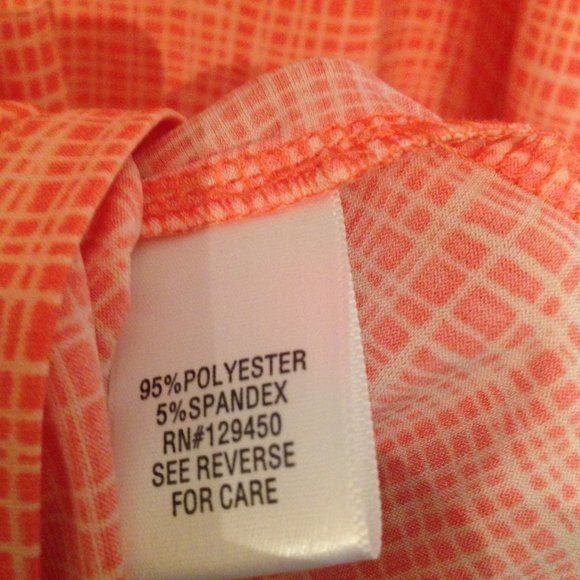 95%POLYESTER
5%SPANDEX
RN#129450
SEE REVERSE
FOR CARE